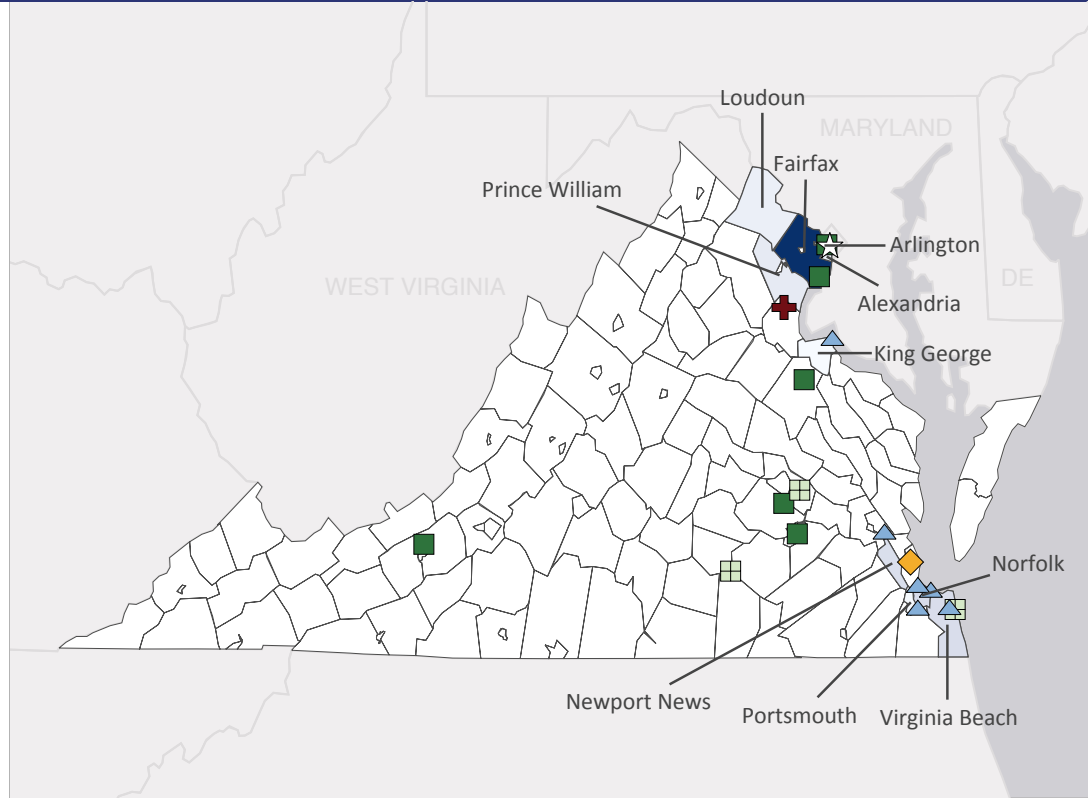 Loudoun
MARYLAND
Fairfax
Prince William
Arlington
WEST VIRGINIA
DE
Alexandria
King George
Norfolk
Newport News
Portsmouth
Virginia Beach